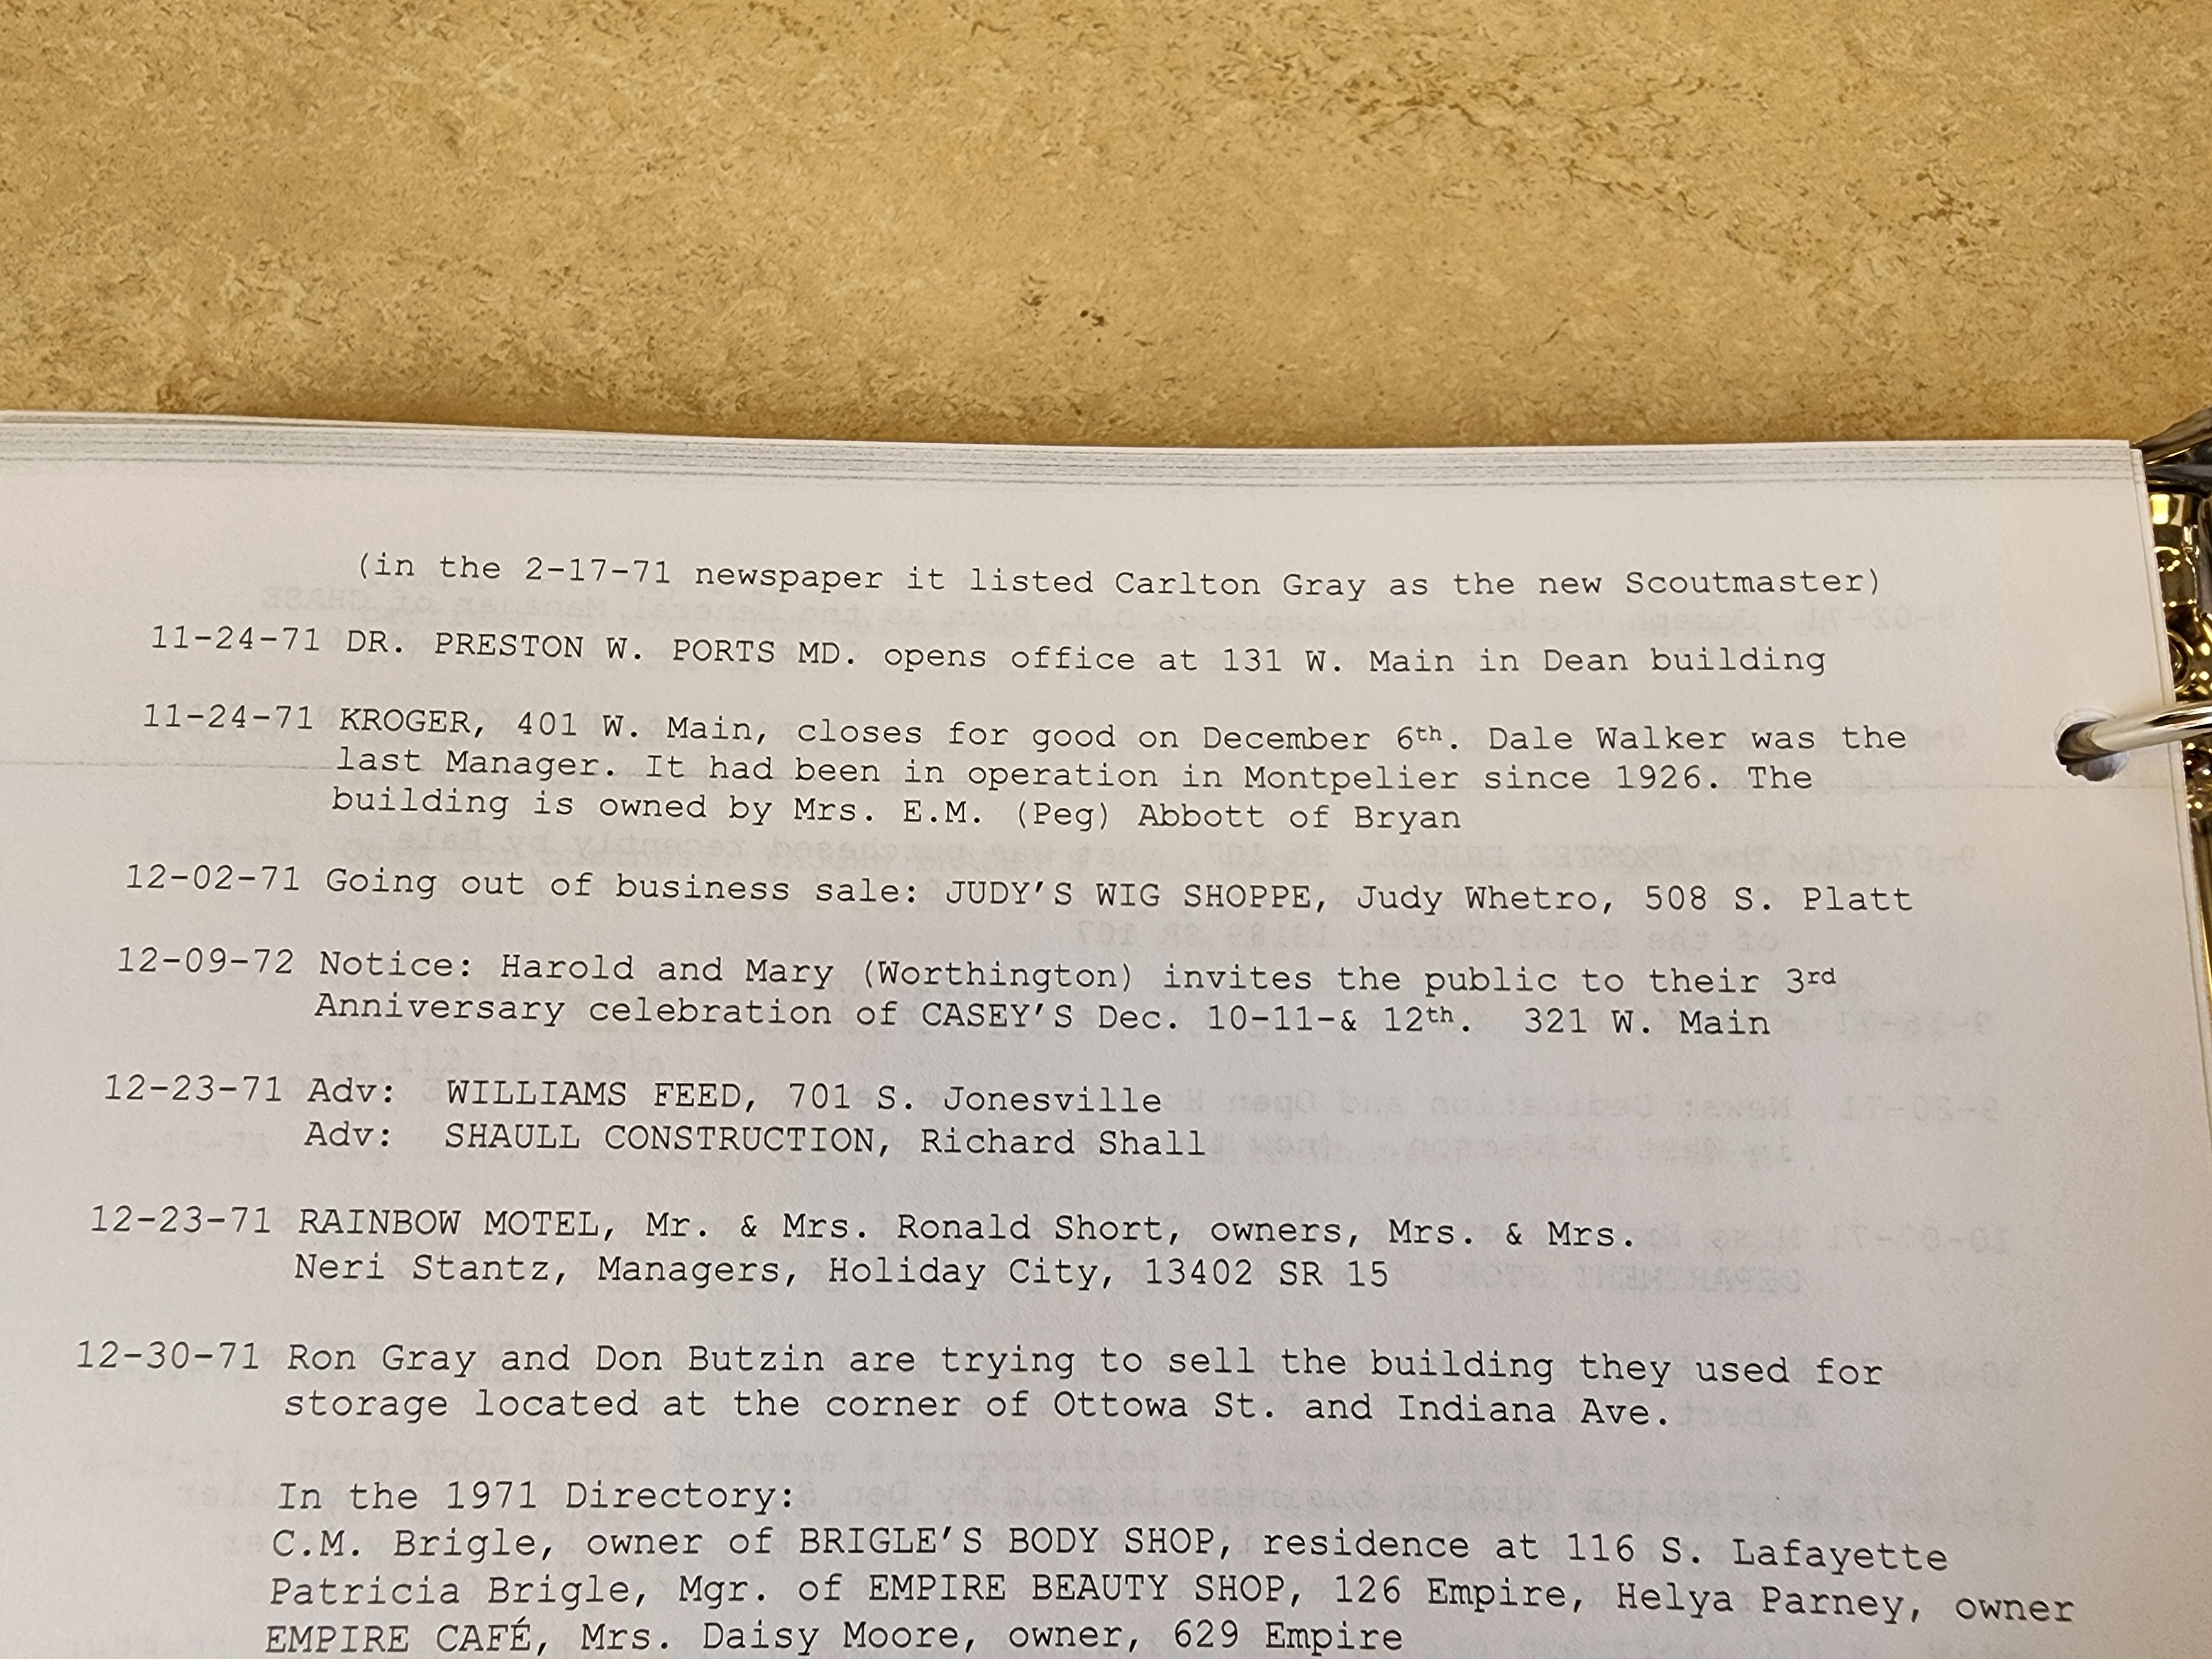 (in the 2-17-71 newspaper it listed Carlton Gray as the new Scoutmaster)
11-24-71 DR. PRESTON W. PORTS MD. opens office at 131 W. Main in Dean building
11-24-71 KROGER, 401 W. Main, closes for good on December 6th. Dale Walker was the
last Manager. It had been in operation in Montpelier since 1926. The
building is owned by Mrs. E.M. (Peg) Abbott of Bryan
12-02-71 Going out of business sale: JUDY'S WIG SHOPPE, Judy Whetro, 508 S. Platt
12-09-72 Notice: Harold and Mary (Worthington) invites the public to their 3rd
Anniversary celebration of CASEY'S Dec. 10-11-& 12th. 321 W. Main
12-23-71 Adv: WILLIAMS FEED, 701 S. Jonesville
Adv: SHAULL CONSTRUCTION, Richard Shall
12-23-71 RAINBOW MOTEL, Mr. & Mrs. Ronald Short, owners, Mrs. & Mrs.
Neri Stantz, Managers, Holiday City, 13402 SR 15
12-30-71 Ron Gray and Don Butzin are trying to sell the building they used for
storage located at the corner of Ottowa St. and Indiana Ave.
In the 1971 Directory:
C.M. Brigle, owner of BRIGLE'S BODY SHOP, residence at 116 S. Lafayette
Patricia Brigle, Mgr. of EMPIRE BEAUTY SHOP, 126 Empire, Helya Parney, owner
EMPIRE CAFÉ, Mrs. Daisy Moore, owner, 629 Empire